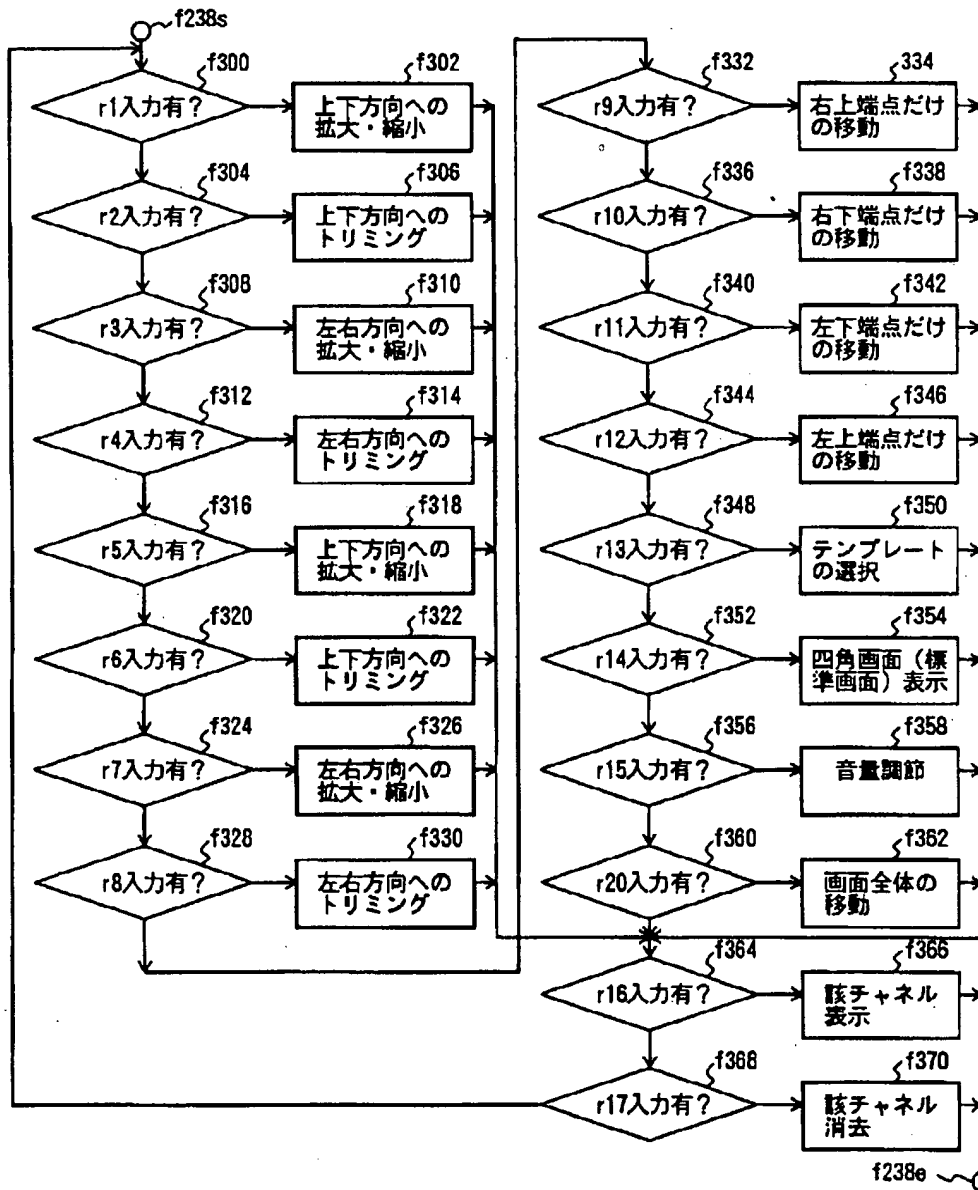 f238s
f300
r1入力有?
f302
上下方向への
拡大・縮小
f304
r2入力有?
f306
上下方向への
トリミング
f308
r3入力有?
f310
左右方向への
拡大・縮小
f312
r4入力有?
f314
左右方向への
トリミング
f316
r5入力有?
f318
上下方向への
拡大・縮小
f320
r6入力有?
f322
上下方向への
トリミング
f324
r7入力有?
f326
左右方向への
拡大・縮小
f328
r8入力有?
f330
左右方向への
トリミング
f332
r9入力有?
334
右上端点だけ
の移動
f336
r10入力有?
f338
右下端点だけ
の移動
f340
r11入力有?
f342
左下端点だけ
の移動
f344
r12入力有?
f346
左上端点だけ
の移動
f348
r13入力有?
f350
テンプレート
の選択
f352
r14入力有?
f354
四角画面（標
準画面）表示
f356
r15入力有?
f358
音量調節
f360
r20入力有?
f362
画面全体の
移動
f364
r16入力有?
f366
該チャネル
表示
f368
r17入力有?
f370
該チャネル
消去
f238e